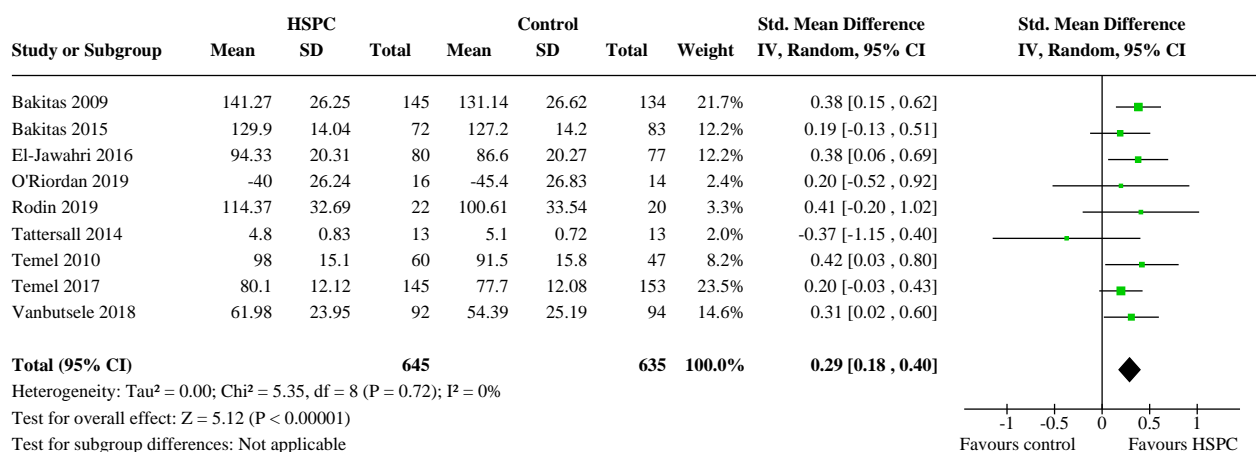 HSPC Control Std. Mean Difference Std. Mean Difference
Study or Subgroup Mean SD Total Mean SD Total Weight IV, Random, 95% CI IV, Random, 95% CI
Bakitas 2009 141.27 26.25 145 131.14 26.62 134 21.7% 0.38 [0.15 , 0.62]
Bakitas 2015 129.9 14.04 72 127.2 14.2 83 12.2% 0.19 [-0.13 , 0.51]
El-Jawahri 2016 94.33 20.31 80 86.6 20.27 77 12.2% 0.38 [0.06 , 0.69]
O'Riordan 2019 -40 26.24 16 -45.4 26.83 14 2.4% 0.20 [-0.52 , 0.92]
Rodin 2019 114.37 32.69 22 100.61 33.54 20 3.3% 0.41 [-0.20 , 1.02]
Tattersall 2014 4.8 0.83 13 5.1 0.72 13 2.0% -0.37 [-1.15 , 0.40]
Temel 2010 98 15.1 60 91.5 15.8 47 8.2% 0.42 [0.03 , 0.80]
Temel 2017 80.1 12.12 145 77.7 12.08 153 23.5% 0.20 [-0.03 , 0.43]
Vanbutsele 2018 61.98 23.95 92 54.39 25.19 94 14.6% 0.31 [0.02 , 0.60]
Total (95% CI) 645 635 100.0% 0.29 [0.18 , 0.40]
Heterogeneity: Tau² = 0.00; Chi² = 5.35, df = 8 (P = 0.72); I² = 0%
Test for overall effect: Z = 5.12 (P < 0.00001)
Test for subgroup differences: Not applicable
-1 -0.5 0 0.5 1
Favours control Favours HSPC